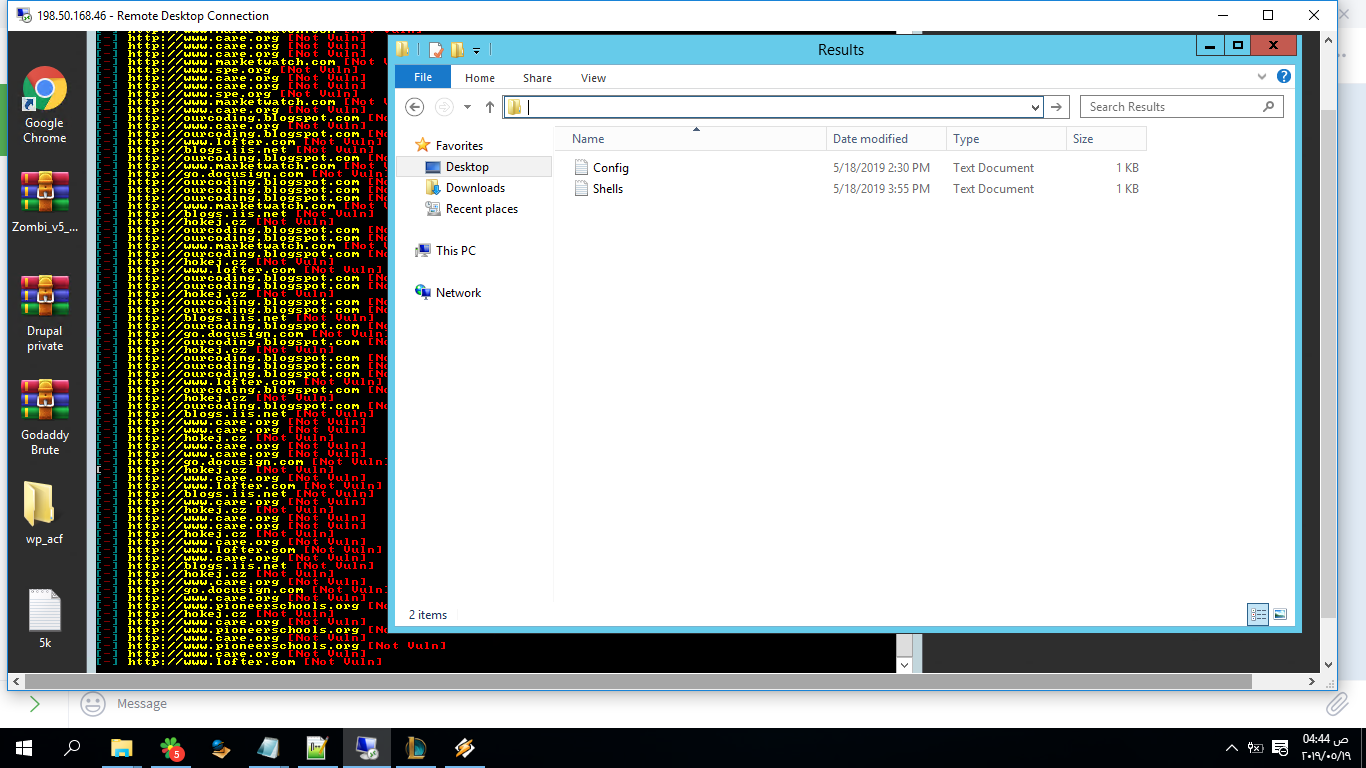 198.50.168.46 - Remote Desktop Connection
Google
Chrome
Zombi_v5_...
Drupal
private
Godaddy
Brute
wp_acf
5k
http://www.care.org
http://www.care.org
http://www.marketwatch.com [Not V
http://www.spe.org [Not Vuln]
http://www.care.org [Not Vuln]
http://www.care.org [Not Vuln]
http://www.spe.org [Not Vuln]
http://www.marketwatch.com [Not V
http://www.care.org [Not Vuln]
http://ourcoding.blogspot.com [No
http://www.care.org [Not Vuln]
http://ourcoding.blogspot.com [No
http://www.lofter.com [Not Vuln]
http://blogs.iis.net [Not Vuln]
http://ourcoding.blogspot.com [No
http://www.marketwatch.com [Not V
http://go.docusign.com [Not Vuln]
http://ourcoding.blogspot.com [No
http://ourcoding.blogspot.com [No
http://ourcoding.blogspot.com [No
http://www.marketwatch.com [Not V
http://blogs.iis.net [Not Vuln]
http://hokej.cz [Not Vuln]
http://ourcoding.blogspot.com [No
http://ourcoding.blogspot.com [No
http://www.marketwatch.com [Not V
http://ourcoding.blogspot.com [No
http://hokej.cz [Not Vuln]
http://www.lofter.com [Not Vuln]
http://ourcoding.blogspot.com [No
http://ourcoding.blogspot.com [No
http://hokej.cz [Not Vuln]
http://ourcoding.blogspot.com [No
http://ourcoding.blogspot.com [No
http://blogs.iis.net [Not Vuln]
http://ourcoding.blogspot.com [No
http://go.docusign.com [Not Vuln]
http://ourcoding.blogspot.com [No
http://hokej.cz [Not Vuln]
http://ourcoding.blogspot.com [No
http://ourcoding.blogspot.com [No
http://ourcoding.blogspot.com [No
http://www.lofter.com [Not Vuln]
http://ourcoding.blogspot.com [No
http://hokej.cz [Not Vuln]
http://ourcoding.blogspot.com [No
http://blogs.iis.net [Not Vuln]
http://www.care.org [Not Vuln]
http://www.care.org [Not Vuln]
http://hokej.cz [Not Vuln]
http://www.care.org [Not Vuln]
http://www.care.org [Not Vuln]
http://go.docusign.com [Not Vuln]
http://hokej.cz [Not Vuln]
http://www.care.org [Not Vuln]
http://www.lofter.com [Not Vuln]
http://blogs.iis.net [Not Vuln]
http://www.care.org [Not Vuln]
http://hokej.cz [Not Vuln]
http://www.care.org [Not Vuln]
http://www.care.org [Not Vuln]
http://hokej.cz [Not Vuln]
http://www.care.org [Not Vuln]
http://www.lofter.com [Not Vuln]
http://www.care.org [Not Vuln]
http://blogs.iis.net [Not Vuln]
http://hokej.cz [Not Vuln]
http://www.care.org [Not Vuln]
http://go.docusign.com [Not Vuln]
http://www.care.org [Not Vuln]
http://www.pioneerschools.org [No
http://hokej.cz [Not Vuln]
http://www.care.org [Not Vuln]
http://www.pioneerschools.org [No
http://www.care.org [Not Vuln]
http://www.pioneerschools.org [Not Vuln]
http://www.care.org [Not Vuln]
http://www.lofter.com [Not Vuln]
Results
File Home Share View
Search Results
Favorites
Desktop
Downloads
Recent places
This PC
Network
Name Date modified Type Size
Config 5/18/2019 2:30 PM Text Document 1 KB
Shells 5/18/2019 3:55 PM Text Document 1 KB
2 items
Message
5
04:44 ص
٢٠١٩/٠٥/١٩